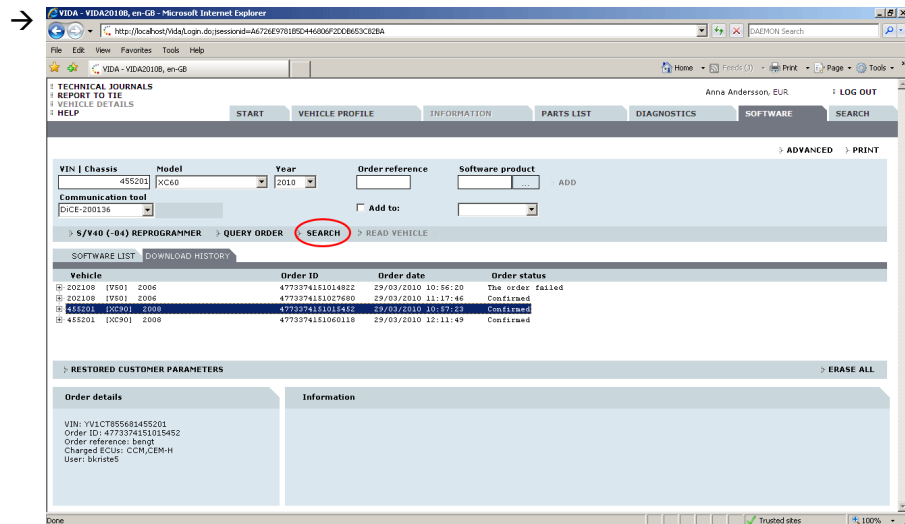 →
VIDA - VIDA2010B, en-GB - Microsoft Internet Explorer
http://localhost/Vida/Login.do;jsessionid=A6726E9781B5D446806F2DDB653C82BA
DAEMON Search
File Edit View Favorites Tools Help
VIDA - VIDA2010B, en-GB
Home Feeds (J) Print Page Tools
TECHNICAL JOURNALS
REPORT TO TIE
VEHICLE DETAILS
HELP
Anna Andersson, EUR
LOG OUT
START VEHICLE PROFILE INFORMATION PARTS LIST DIAGNOSTICS SOFTWARE SEARCH
ADVANCED PRINT
VIN | Chassis Model Year Order reference Software product
455201 XC60 2010 ... ADD
Communication tool
DiCE-200136 Add to:
S/V40 (-04) REPROGRAMMER QUERY ORDER SEARCH READ VEHICLE
SOFTWARE LIST DOWNLOAD HISTORY
Vehicle Order ID Order date Order status
202108 [V50] 2006 4773374151014822 29/03/2010 10:56:20 The order failed
202108 [V50] 2006 4773374151027680 29/03/2010 11:17:46 Confirmed
455201 [XC90] 2008 4773374151015452 29/03/2010 10:57:23 Confirmed
455201 [XC90] 2008 4773374151060118 29/03/2010 12:11:49 Confirmed
RESTORED CUSTOMER PARAMETERS ERASE ALL
Order details Information
VIN: YV1CT855681455201
Order ID: 4773374151015452
Order reference: bengt
Charged ECUs: CCM,CEM-H
User: bkriste5
Done Trusted sites 100%